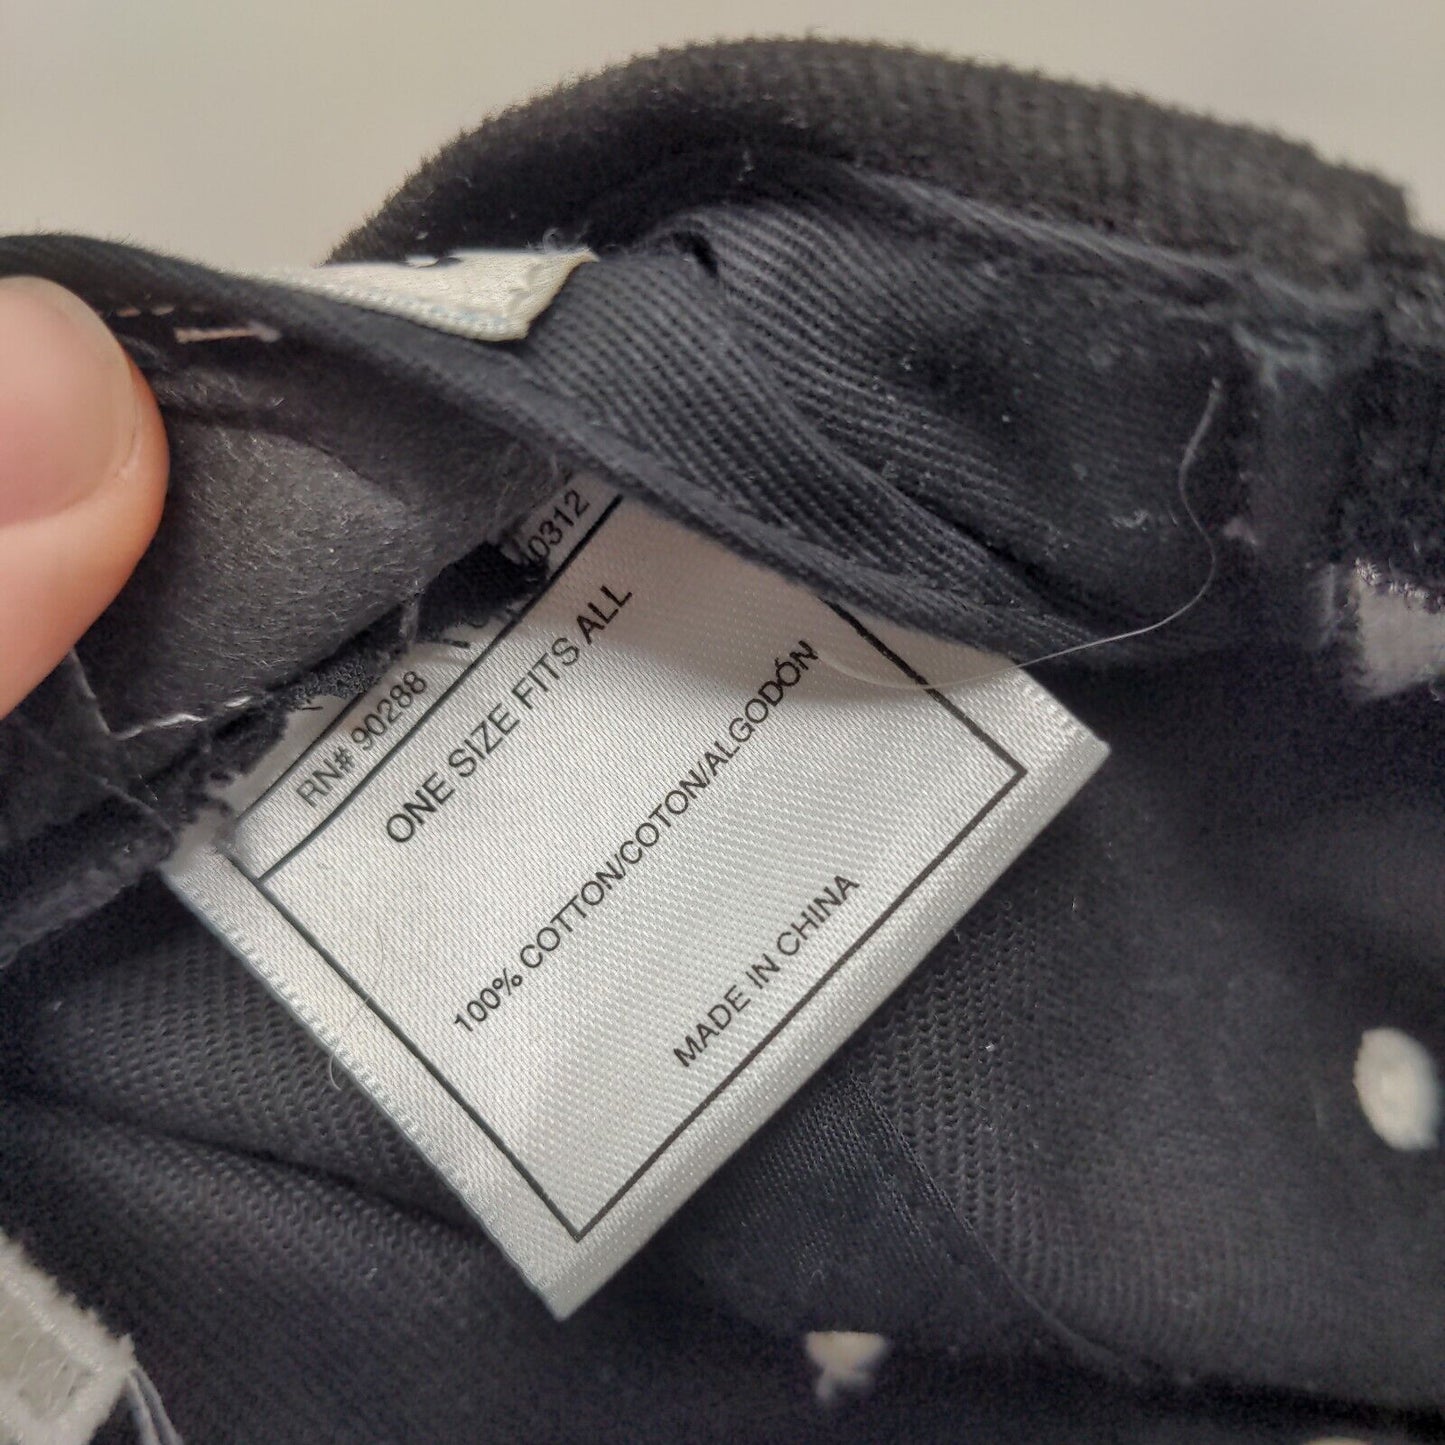 RN# 90288
0312
ONE SIZE FITS ALL
100% COTTON/COTON/ALGODÓN
MADE IN CHINA